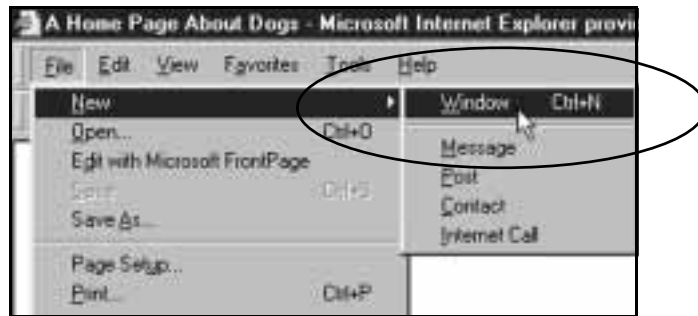 A Home Page About Dogs - Microsoft Internet Explorer provi
File Edit View Favorites Tools Help
New Window Ctrl+N
Open... Ctrl+O Message
Edit with Microsoft FrontPage Post
Save Ctrl+S Contact
Save As... Internet Call
Page Setup...
Print... Ctrl+P